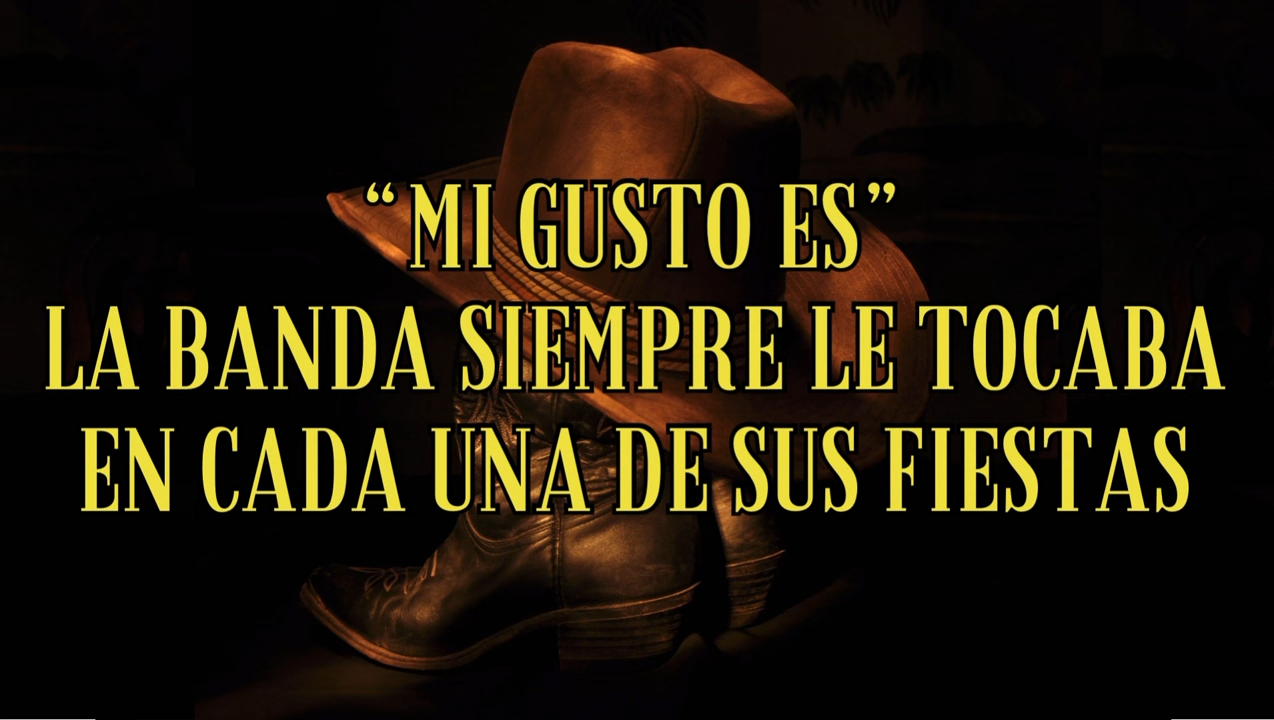 “MI GUSTO ES”
LA BANDA SIEMPRE LE TOCABA
EN CADA UNA DE SUS FIESTAS